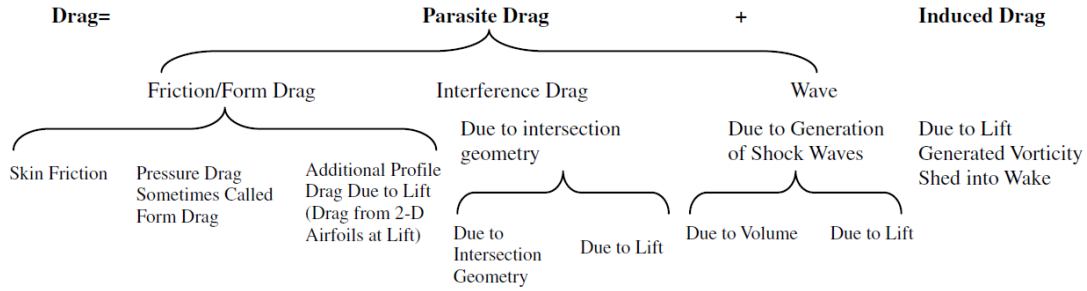 Drag= Parasite Drag + Induced Drag
Friction/Form Drag Interference Drag Wave
Due to intersection
geometry
Due to Generation
of Shock Waves
Due to Lift
Generated Vorticity
Shed into Wake
Skin Friction
Pressure Drag
Sometimes Called
Form Drag
Additional Profile
Drag Due to Lift
(Drag from 2-D
Airfoils at Lift)
Due to
Intersection
Geometry
Due to Lift
Due to Volume
Due to Lift